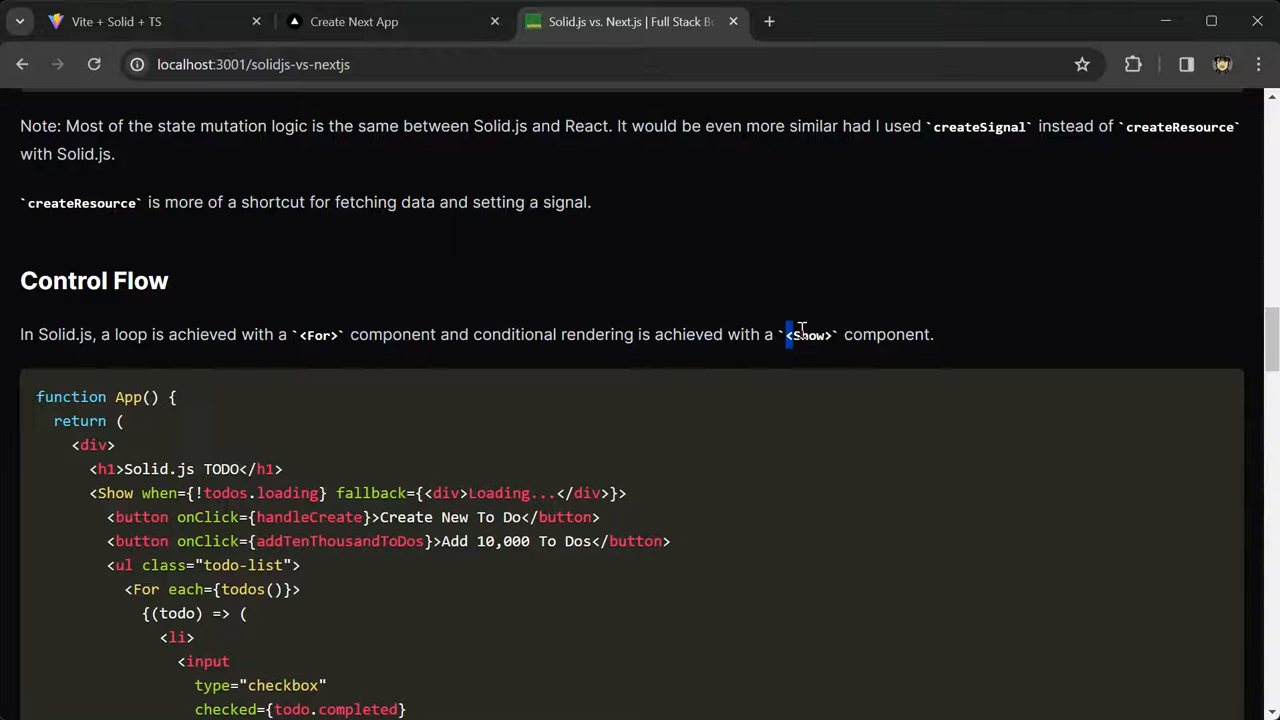 Vite + Solid + TS
Create Next App
Solid.js vs. Next.js | Full Stack B
localhost:3001/solidjs-vs-nextjs
Note: Most of the state mutation logic is the same between Solid.js and React. It would be even more similar had I used `createSignal` instead of `createResource`
with Solid.js.
`createResource` is more of a shortcut for fetching data and setting a signal.
Control Flow
In Solid.js, a loop is achieved with a `<For>` component and conditional rendering is achieved with a `<Show>` component.
function App() {
return (
<div>
<h1>Solid.js TODO</h1>
<Show when={!todos.loading} fallback={<div>Loading...</div>}>
<button onClick={handleCreate}>Create New To Do</button>
<button onClick={addTenThousandToDos}>Add 10,000 To Dos</button>
<ul class="todo-list">
<For each={todos()}>
{(todo) => (
<li>
<input
type="checkbox"
checked={todo.completed}